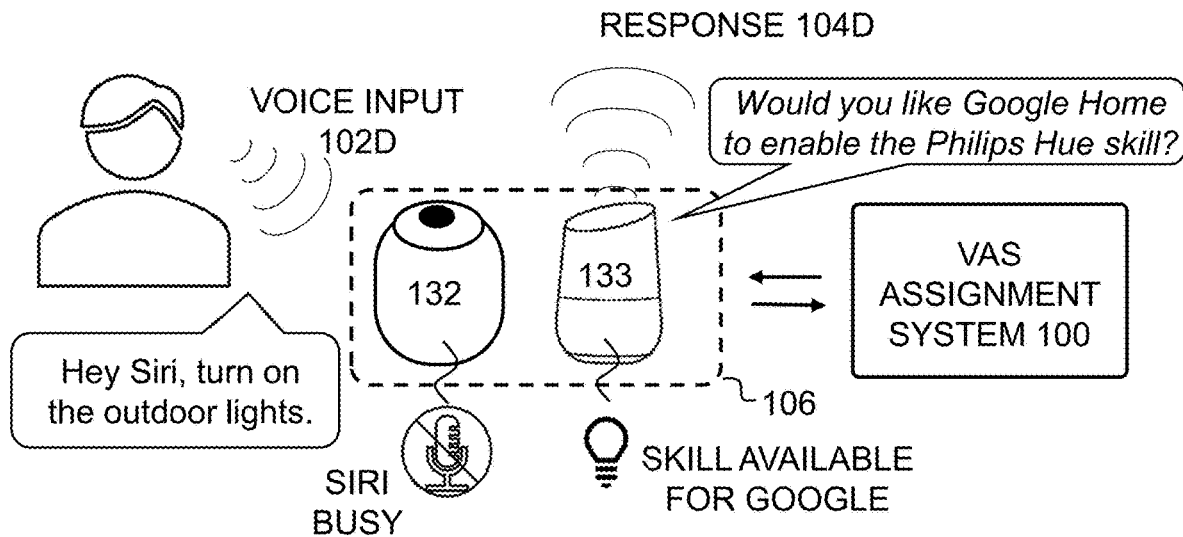 RESPONSE 104D
VOICE INPUT
102D
Would you like Google Home
to enable the Philips Hue skill?
132
133
VAS
ASSIGNMENT
SYSTEM 100
Hey Siri, turn on
the outdoor lights.
106
SIRI
BUSY
SKILL AVAILABLE
FOR GOOGLE